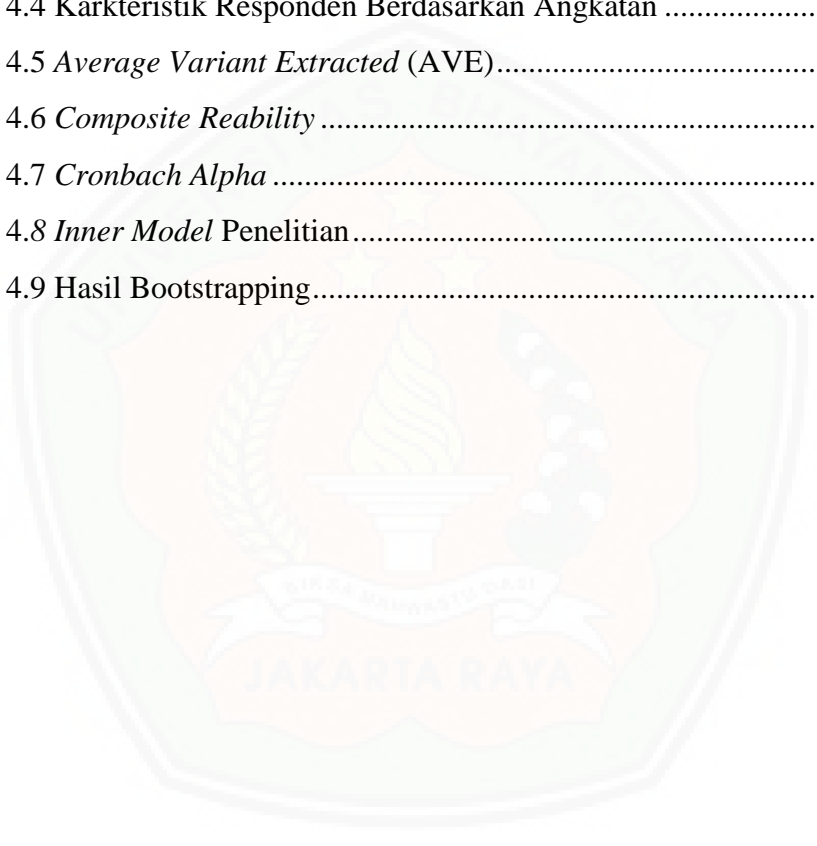 4.4 Karkteristik Responden Berdasarkan Angkatan ...................
4.5 Average Variant Extracted (AVE)........................................
4.6 Composite Reability ..............................................................
4.7 Cronbach Alpha ....................................................................
4.8 Inner Model Penelitian..........................................................
4.9 Hasil Bootstrapping...............................................................
JAKARTA RAYA